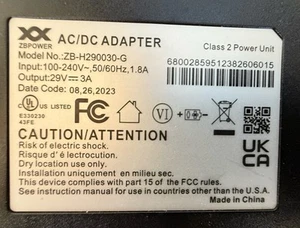 ZBPOWER
AC/DC ADAPTER
Class 2 Power Unit
Model No.:ZB-H290030-G
Input:100-240V~,50/60Hz,1.8A
68002859512382606015
Output:29V⎓3A
Date Code: 08,26,2023
UL US LISTED FC VI
E330230
43FE
UK
CA
CAUTION/ATTENTION
Risk of electric shock.
Risque d' é lectrocution.
Dry location use only.
Installation uniquement en milieu sec.
This device complies with part 15 of the FCC rules.
See instruction manual for use in countries other than the U.S.A.
Made in China